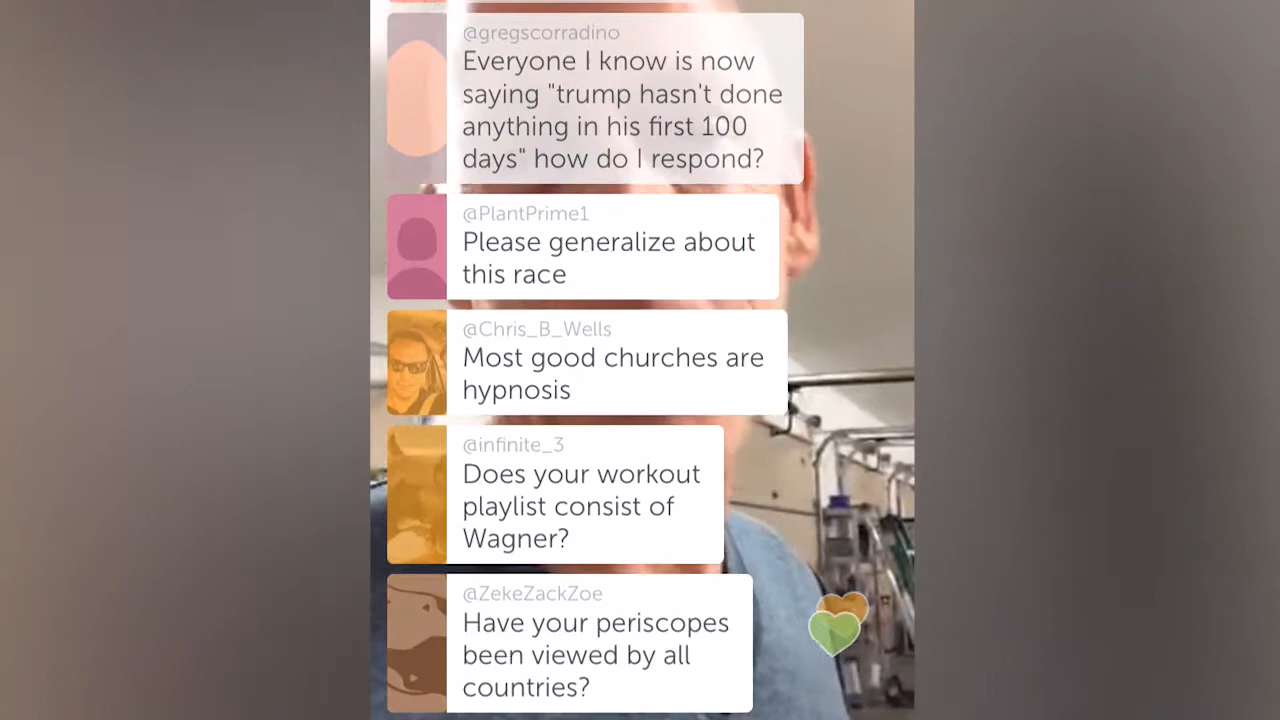 @gregscorradino
Everyone I know is now
saying "trump hasn't done
anything in his first 100
days" how do I respond?
@PlantPrime1
Please generalize about
this race
@Chris_B_Wells
Most good churches are
hypnosis
@infinite_3
Does your workout
playlist consist of
Wagner?
@ZekeZackZoe
Have your periscopes
been viewed by all
countries?